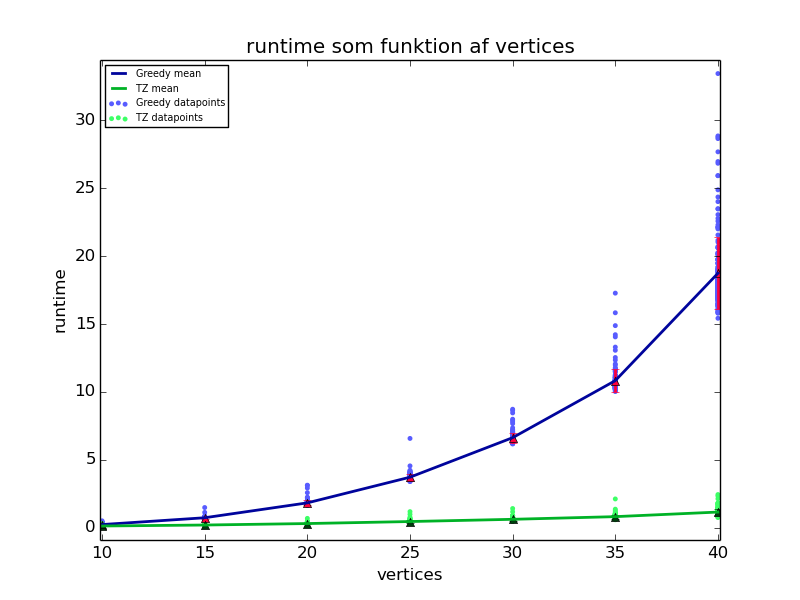 runtime som funktion af vertices
Greedy mean
TZ mean
Greedy datapoints
TZ datapoints
30
25
20
15
10
5
0
runtime
10 15 20 25 30 35 40
vertices